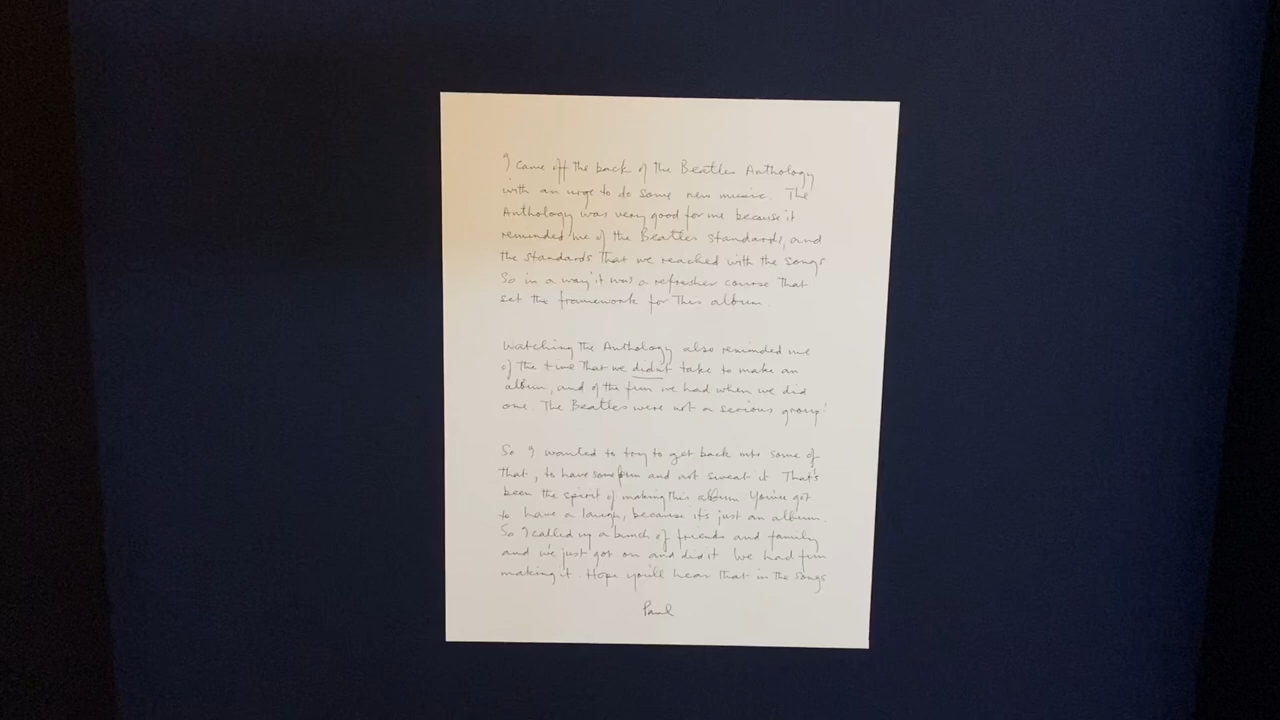 I came off the back of the Beatles Anthology
with an urge to do some new music. The
Anthology was very good for me because it
reminded me of the Beatles standards, and
the standards that we reached with the songs
So in a way it was a refresher course that
set the framework for this album.
Watching the Anthology also reminded me
of the time that we didnt take to make an
album, and of the fun we had when we did
one. The Beatles were not a serious group
So I wanted to try to get back into some of
that, to have some fun and not sweat it. That's
been the spirit of making this album. You've got
to have a laugh, because it's just an album.
So I called up a bunch of friends and family
and we just got on and did it. We had fun
making it. Hope you'll hear that in the songs
Paul